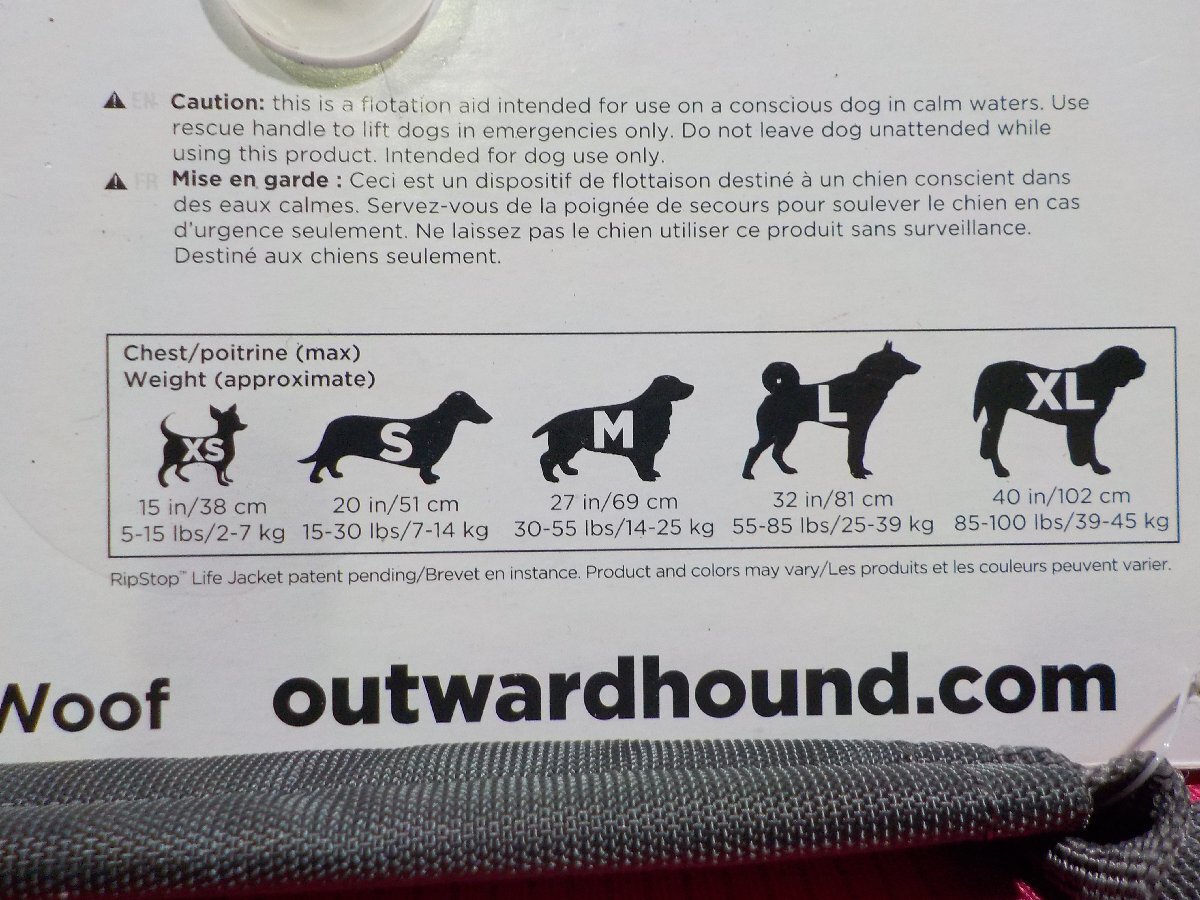 EN Caution: this is a flotation aid intended for use on a conscious dog in calm waters. Use
rescue handle to lift dogs in emergencies only. Do not leave dog unattended while
using this product. Intended for dog use only.
FR Mise en garde : Ceci est un dispositif de flottaison destiné à un chien conscient dans
des eaux calmes. Servez-vous de la poignée de secours pour soulever le chien en cas
d'urgence seulement. Ne laissez pas le chien utiliser ce produit sans surveillance.
Destiné aux chiens seulement.
Chest/poitrine (max)
Weight (approximate)
XS S M L XL
15 in/38 cm 20 in/51 cm 27 in/69 cm 32 in/81 cm 40 in/102 cm
5-15 lbs/2-7 kg 15-30 lbs/7-14 kg 30-55 lbs/14-25 kg 55-85 lbs/25-39 kg 85-100 lbs/39-45 kg
RipStop™ Life Jacket patent pending/Brevet en instance. Product and colors may vary/Les produits et les couleurs peuvent varier.
Woof outwardhound.com